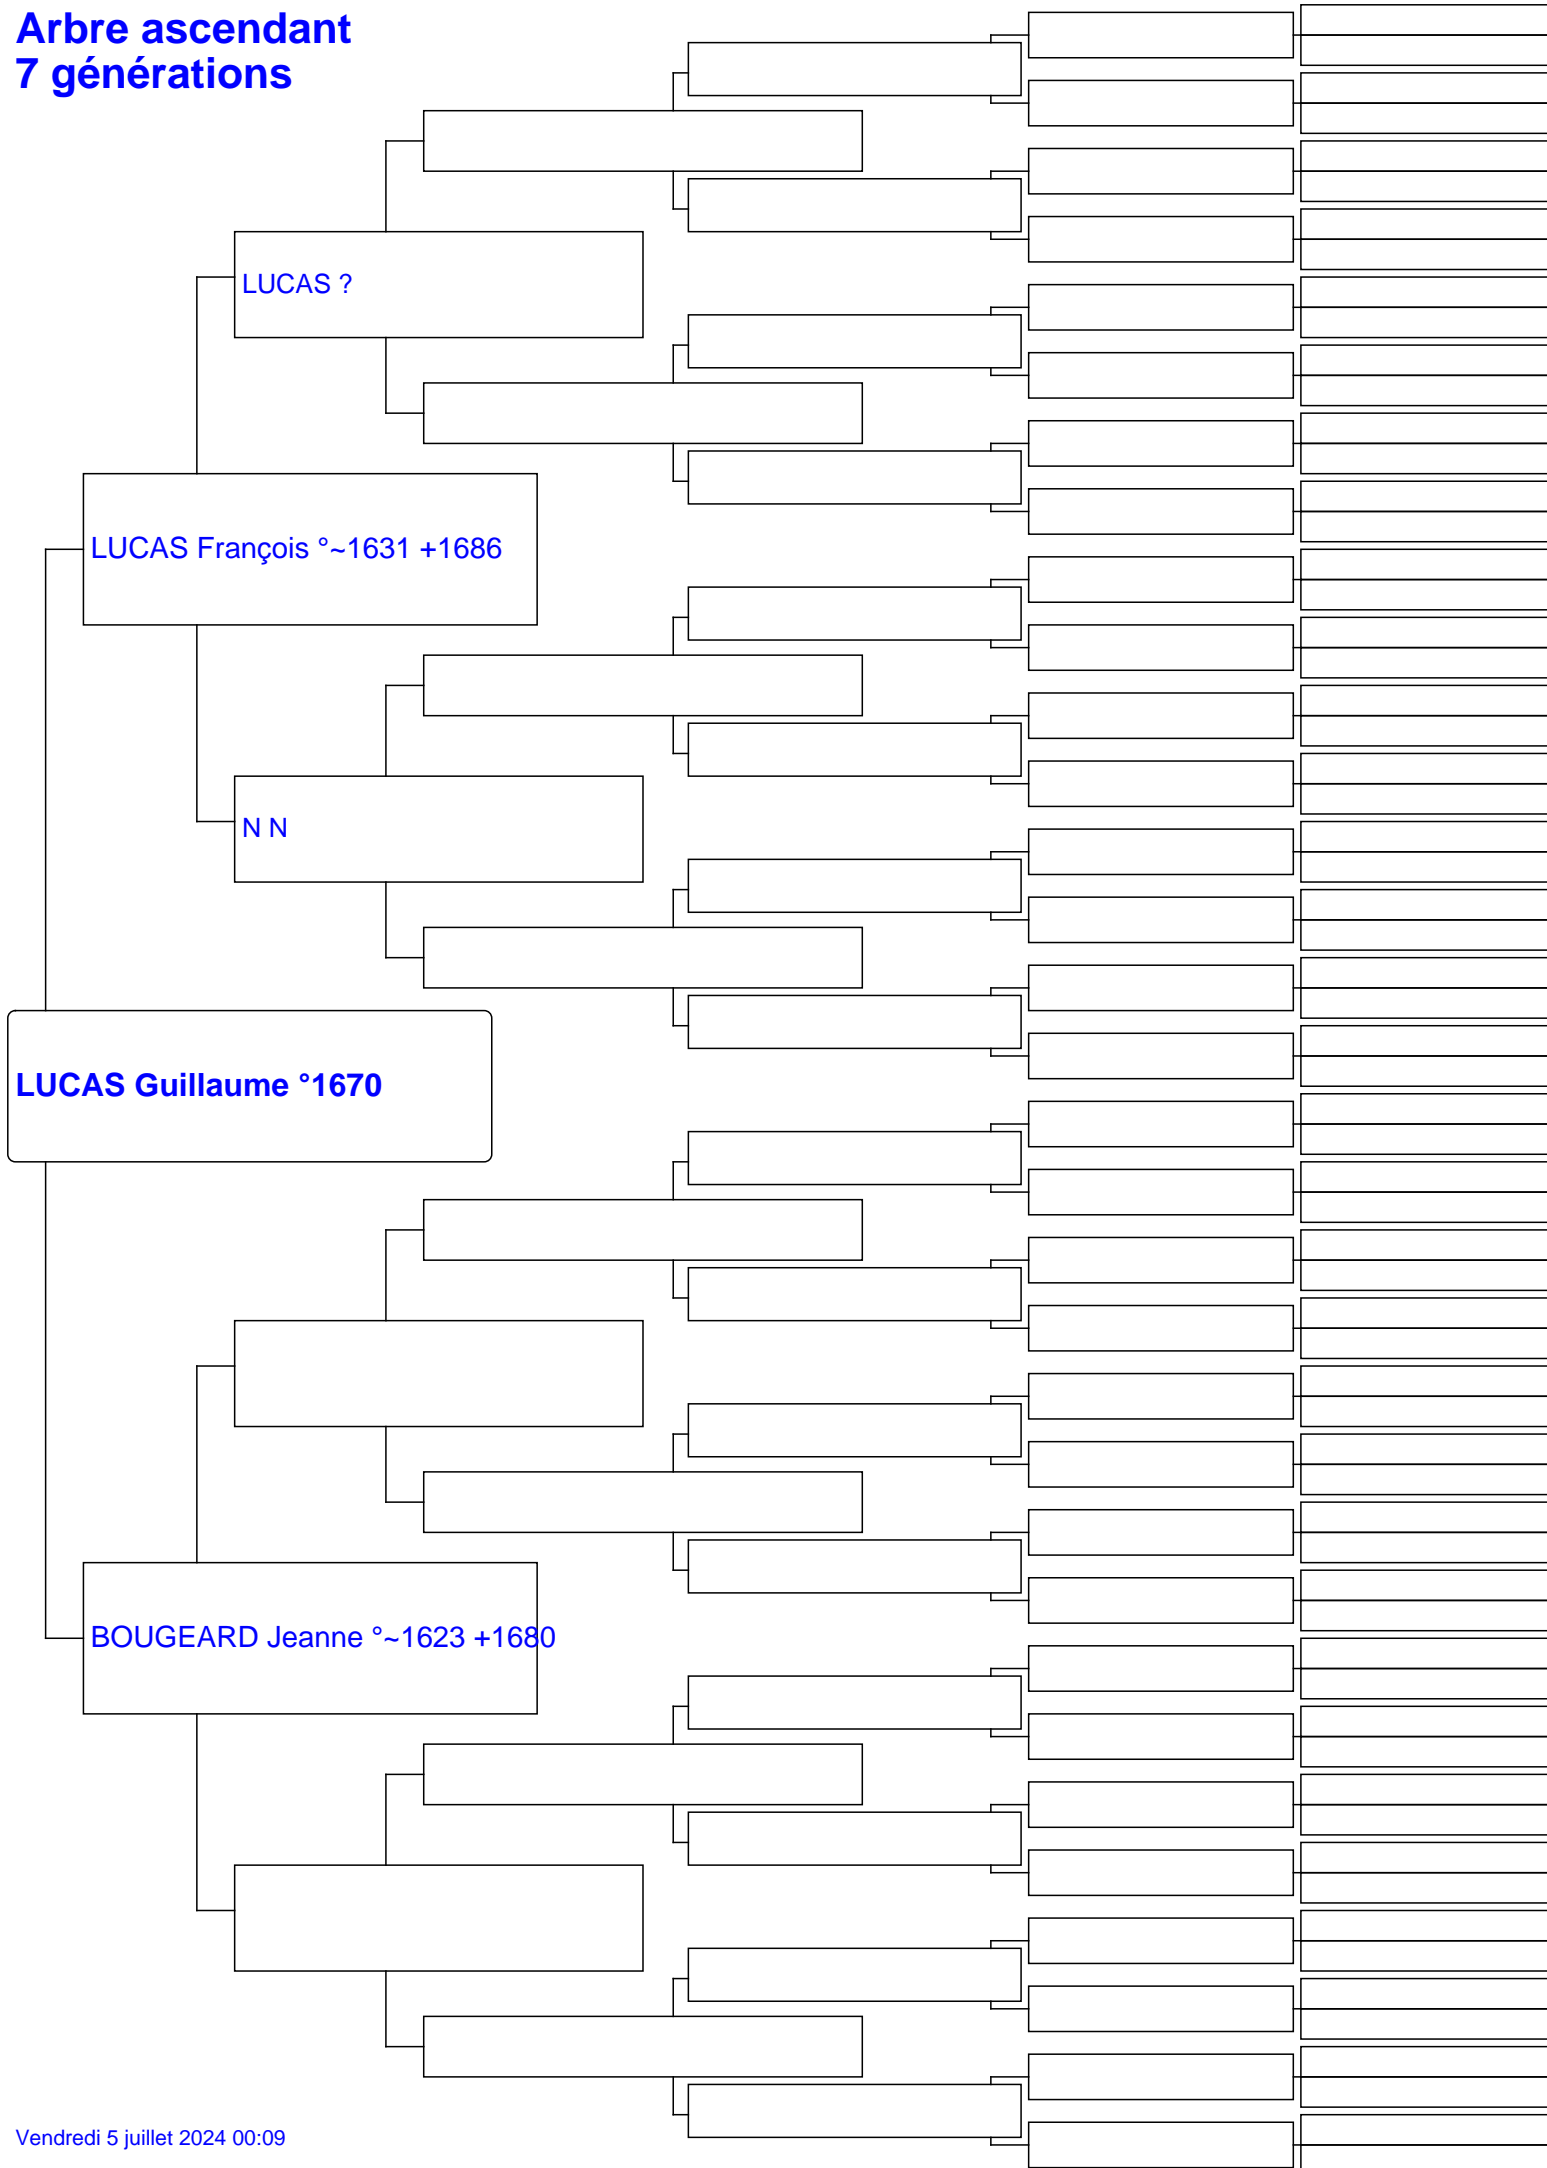 Arbre ascendant
7 générations
LUCAS ?
LUCAS François °~1631 +1686
N N
LUCAS Guillaume °1670
BOUGEARD Jeanne °~1623 +1680
Vendredi 5 juillet 2024 00:09